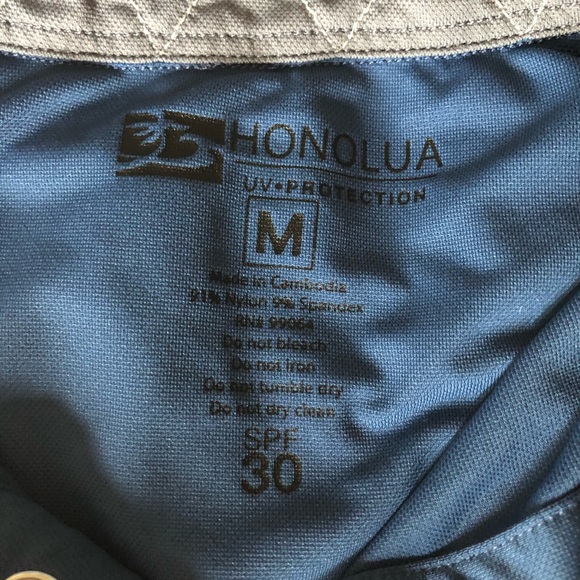 HONOLUA
UV•PROTECTION
M
Made in Cambodia
91% Nylon 9% Spandex
RN# 99064
Do not bleach
Do not iron
Do not tumble dry
Do not dry clean
SPF
30